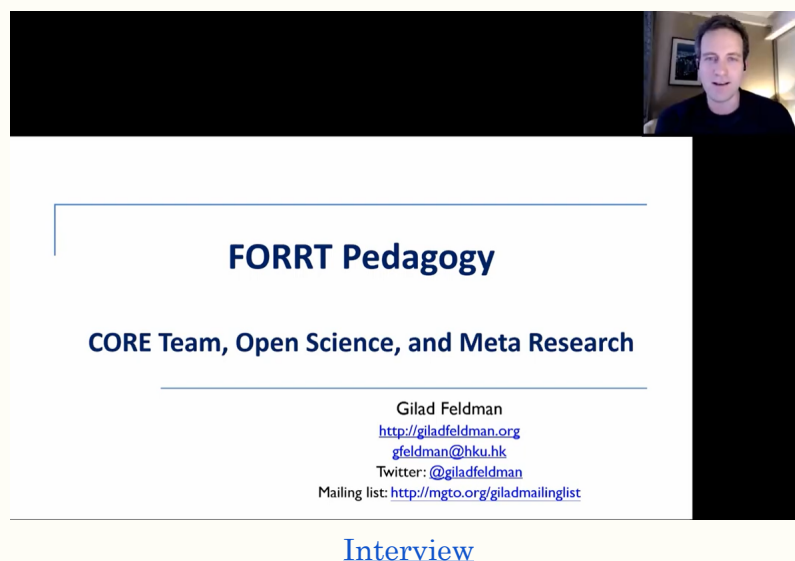 FORRT Pedagogy
CORE Team, Open Science, and Meta Research
Gilad Feldman
http://giladfeldman.org
gfeldman@hku.hk
Twitter: @giladfeldman
Mailing list: http://mgto.org/giladmailinglist
Interview